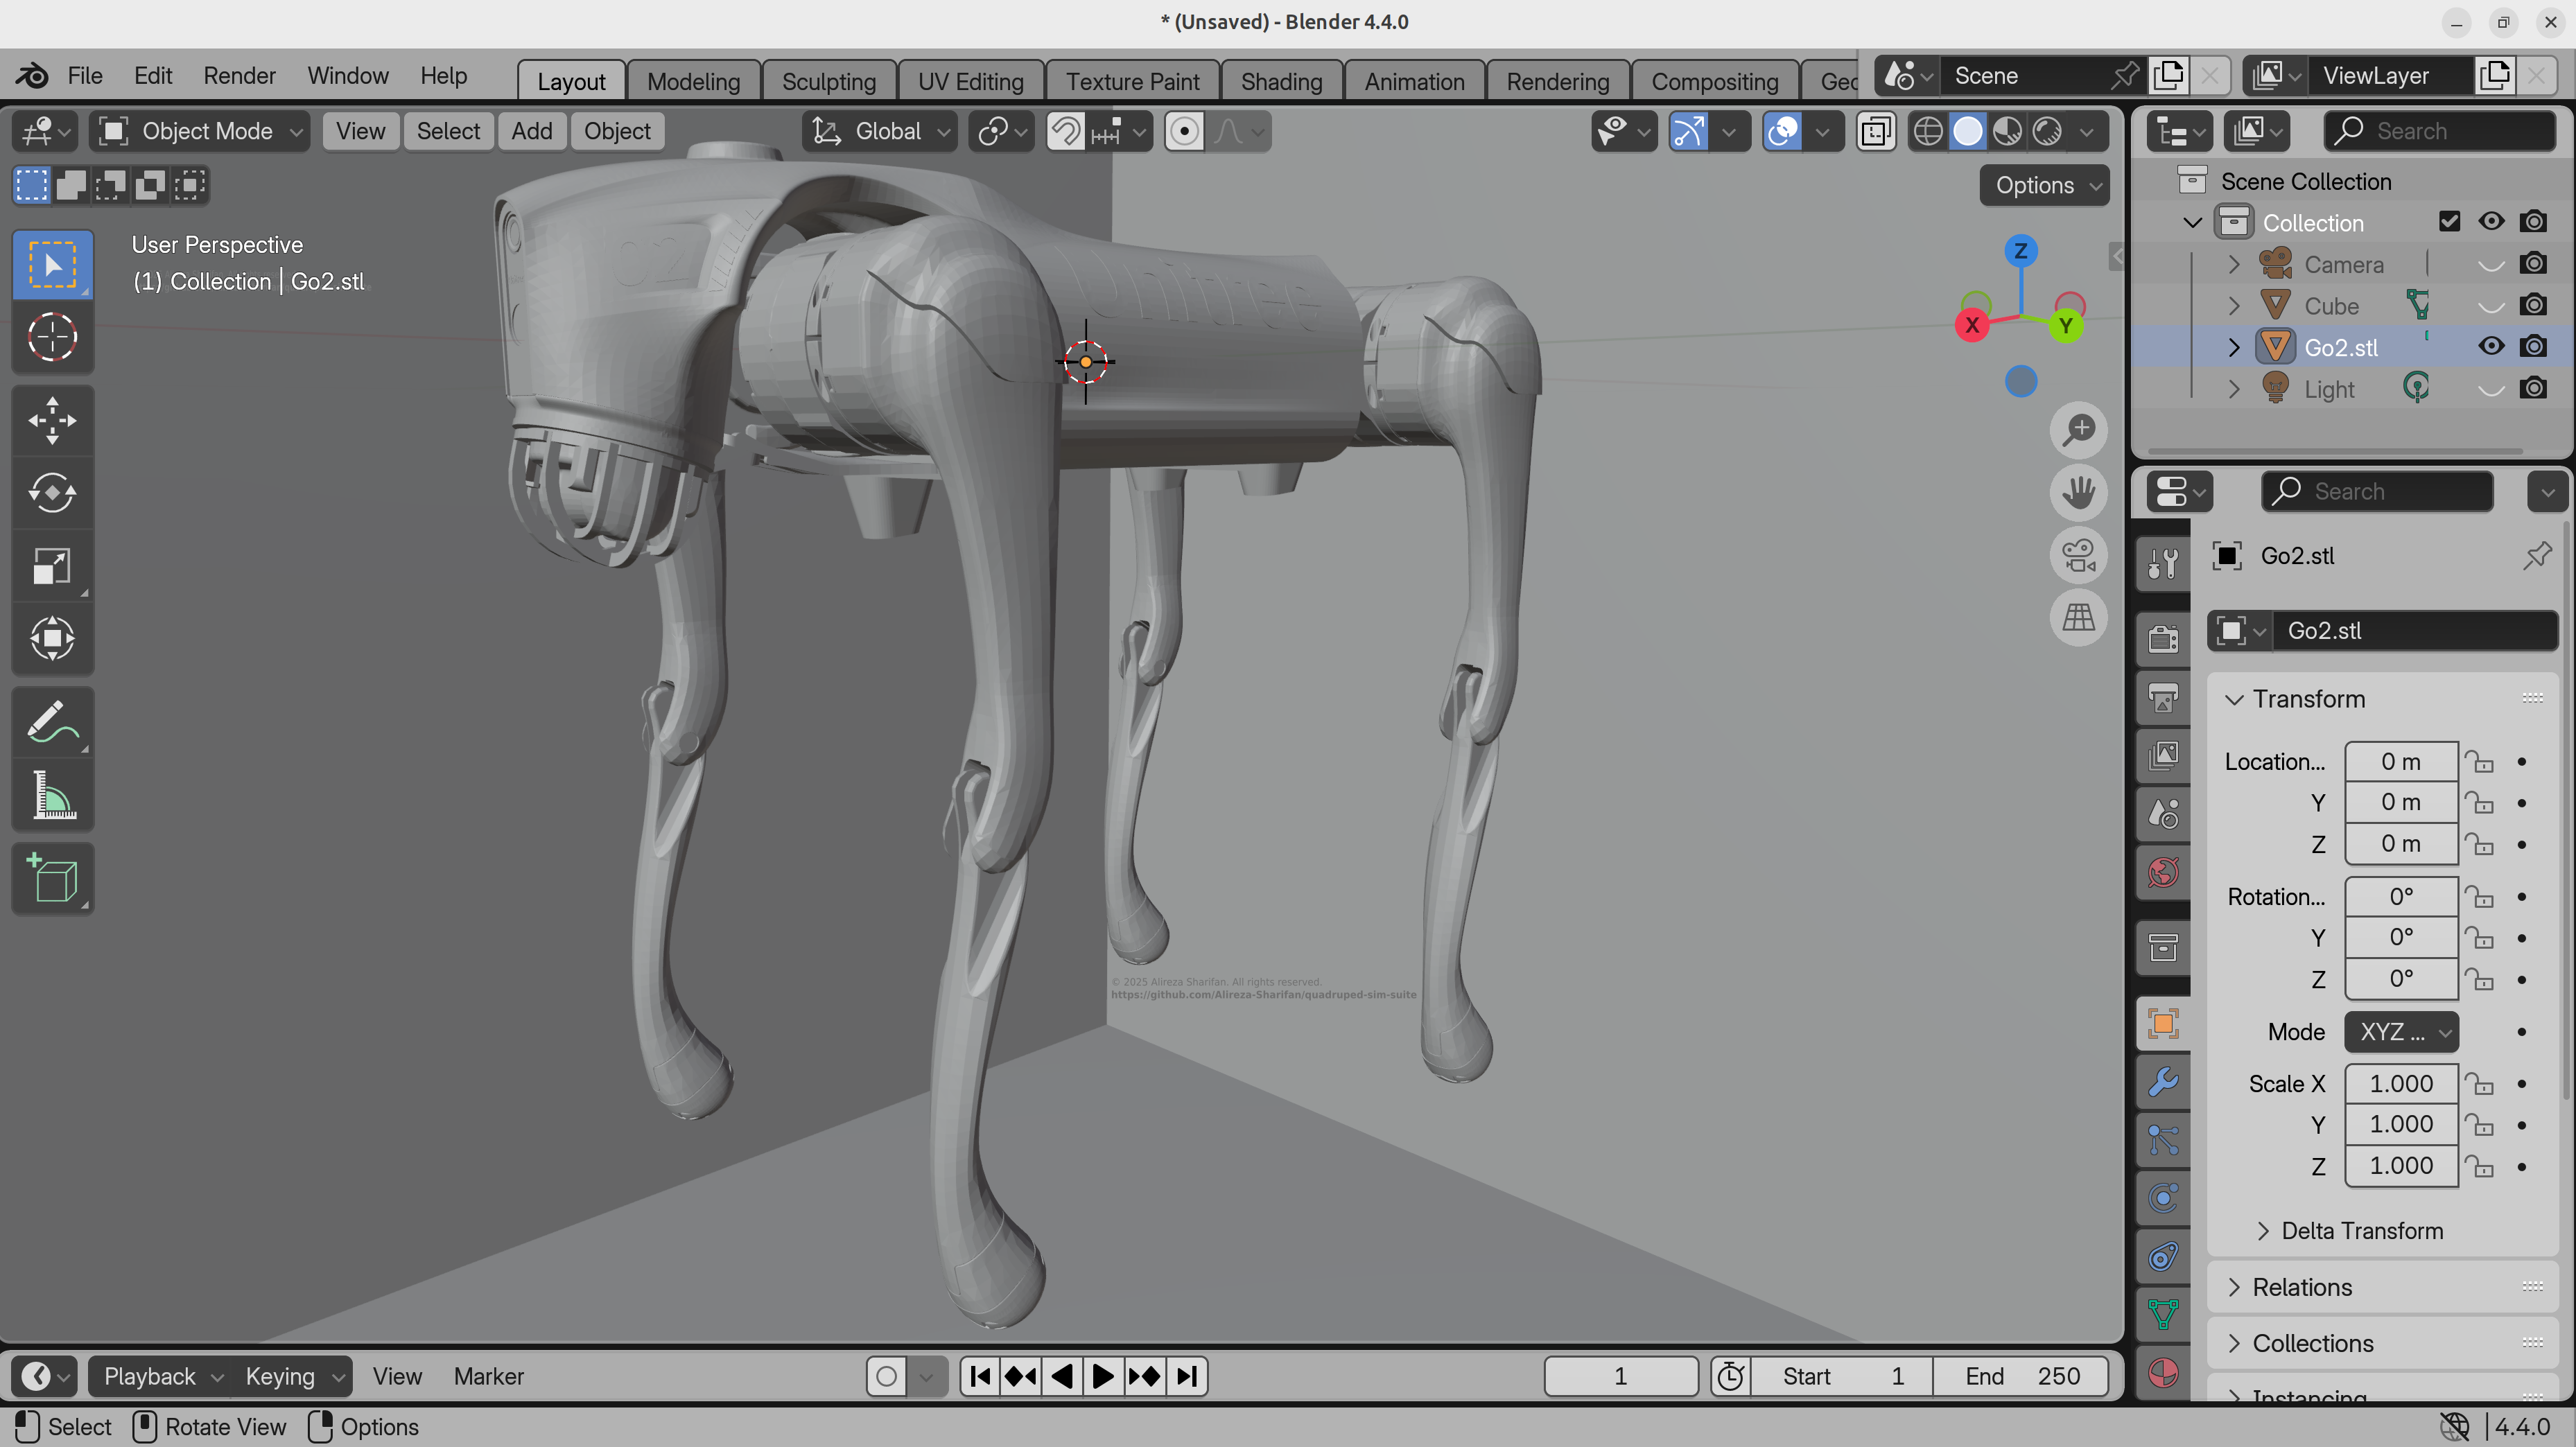 * (Unsaved) - Blender 4.4.0
File Edit Render Window Help Layout Modeling Sculpting UV Editing Texture Paint Shading Animation Rendering Compositing Scene ViewLayer
Object Mode View Select Add Object Global Search
Options
Scene Collection
User Perspective
(1) Collection | Go2.stl
Collection
Camera
Cube
Go2.stl
Light
Z
X
Y
Search
Go2.stl
Go2.stl
Transform
Location... 0 m
Y 0 m
Z 0 m
Rotation... 0°
Y 0°
Z 0°
Mode XYZ ...
Scale X 1.000
Y 1.000
Z 1.000
Delta Transform
Relations
Collections
Instancing
Unitree
© 2025 Alireza Sharifan. All rights reserved.
https://github.com/Alireza-Sharifan/quadruped-sim-suite
Playback Keying View Marker 1 Start 1 End 250
Select Rotate View Options 4.4.0